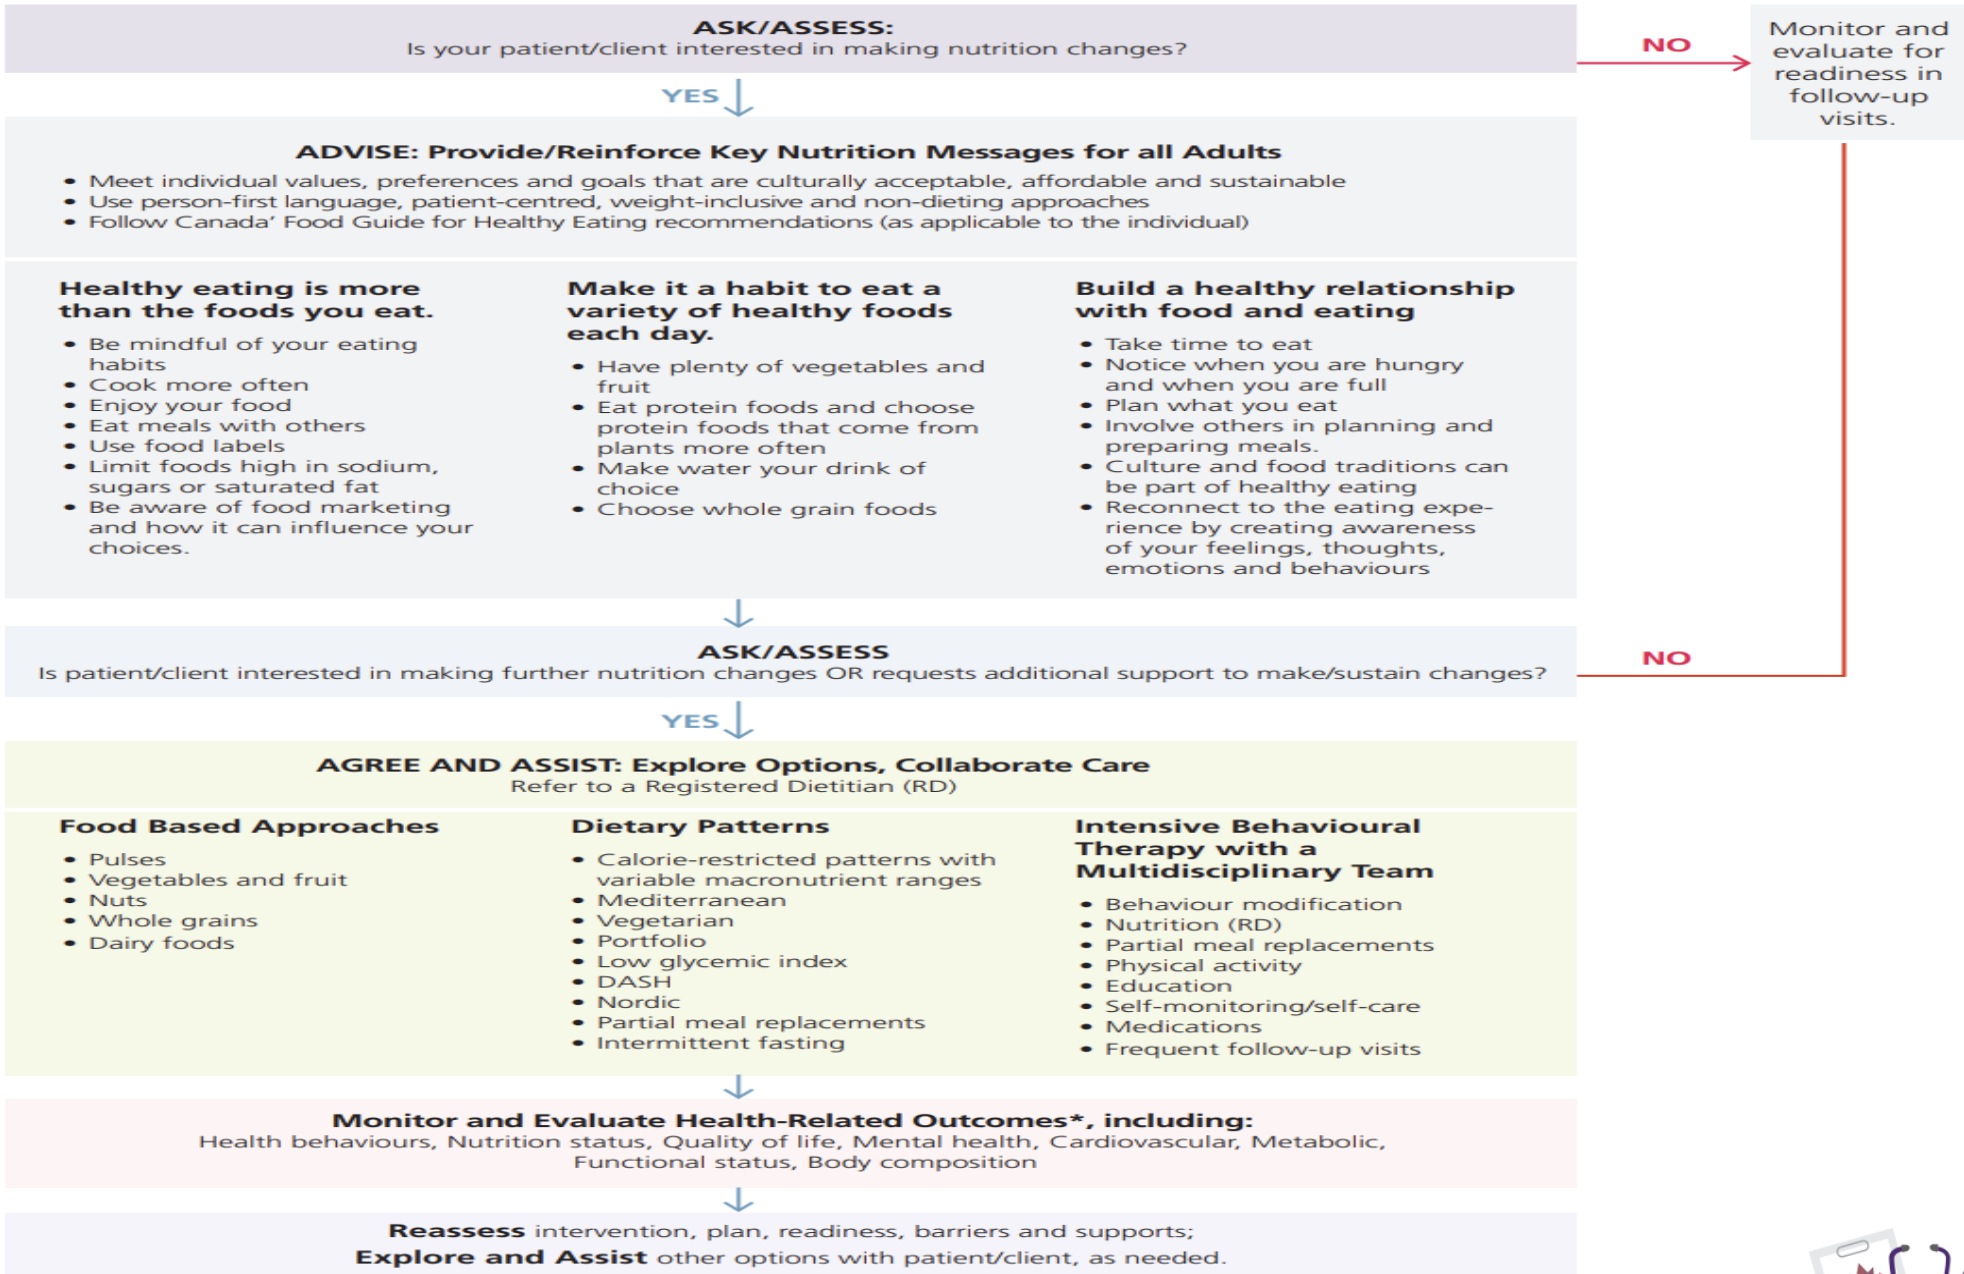 ASK/ASSESS:
Is your patient/client interested in making nutrition changes?
NO
Monitor and
evaluate for
readiness in
follow-up
visits.
YES
ADVISE: Provide/Reinforce Key Nutrition Messages for all Adults
• Meet individual values, preferences and goals that are culturally acceptable, affordable and sustainable
• Use person-first language, patient-centred, weight-inclusive and non-dieting approaches
• Follow Canada’ Food Guide for Healthy Eating recommendations (as applicable to the individual)
Healthy eating is more
than the foods you eat.
• Be mindful of your eating
habits
• Cook more often
• Enjoy your food
• Eat meals with others
• Use food labels
• Limit foods high in sodium,
sugars or saturated fat
• Be aware of food marketing
and how it can influence your
choices.
Make it a habit to eat a
variety of healthy foods
each day.
• Have plenty of vegetables and
fruit
• Eat protein foods and choose
protein foods that come from
plants more often
• Make water your drink of
choice
• Choose whole grain foods
Build a healthy relationship
with food and eating
• Take time to eat
• Notice when you are hungry
and when you are full
• Plan what you eat
• Involve others in planning and
preparing meals.
• Culture and food traditions can
be part of healthy eating
• Reconnect to the eating expe-
rience by creating awareness
of your feelings, thoughts,
emotions and behaviours
ASK/ASSESS
Is patient/client interested in making further nutrition changes OR requests additional support to make/sustain changes?
NO
YES
AGREE AND ASSIST: Explore Options, Collaborate Care
Refer to a Registered Dietitian (RD)
Food Based Approaches
• Pulses
• Vegetables and fruit
• Nuts
• Whole grains
• Dairy foods
Dietary Patterns
• Calorie-restricted patterns with
variable macronutrient ranges
• Mediterranean
• Vegetarian
• Portfolio
• Low glycemic index
• DASH
• Nordic
• Partial meal replacements
• Intermittent fasting
Intensive Behavioural
Therapy with a
Multidisciplinary Team
• Behaviour modification
• Nutrition (RD)
• Partial meal replacements
• Physical activity
• Education
• Self-monitoring/self-care
• Medications
• Frequent follow-up visits
Monitor and Evaluate Health-Related Outcomes*, including:
Health behaviours, Nutrition status, Quality of life, Mental health, Cardiovascular, Metabolic,
Functional status, Body composition
Reassess intervention, plan, readiness, barriers and supports;
Explore and Assist other options with patient/client, as needed.